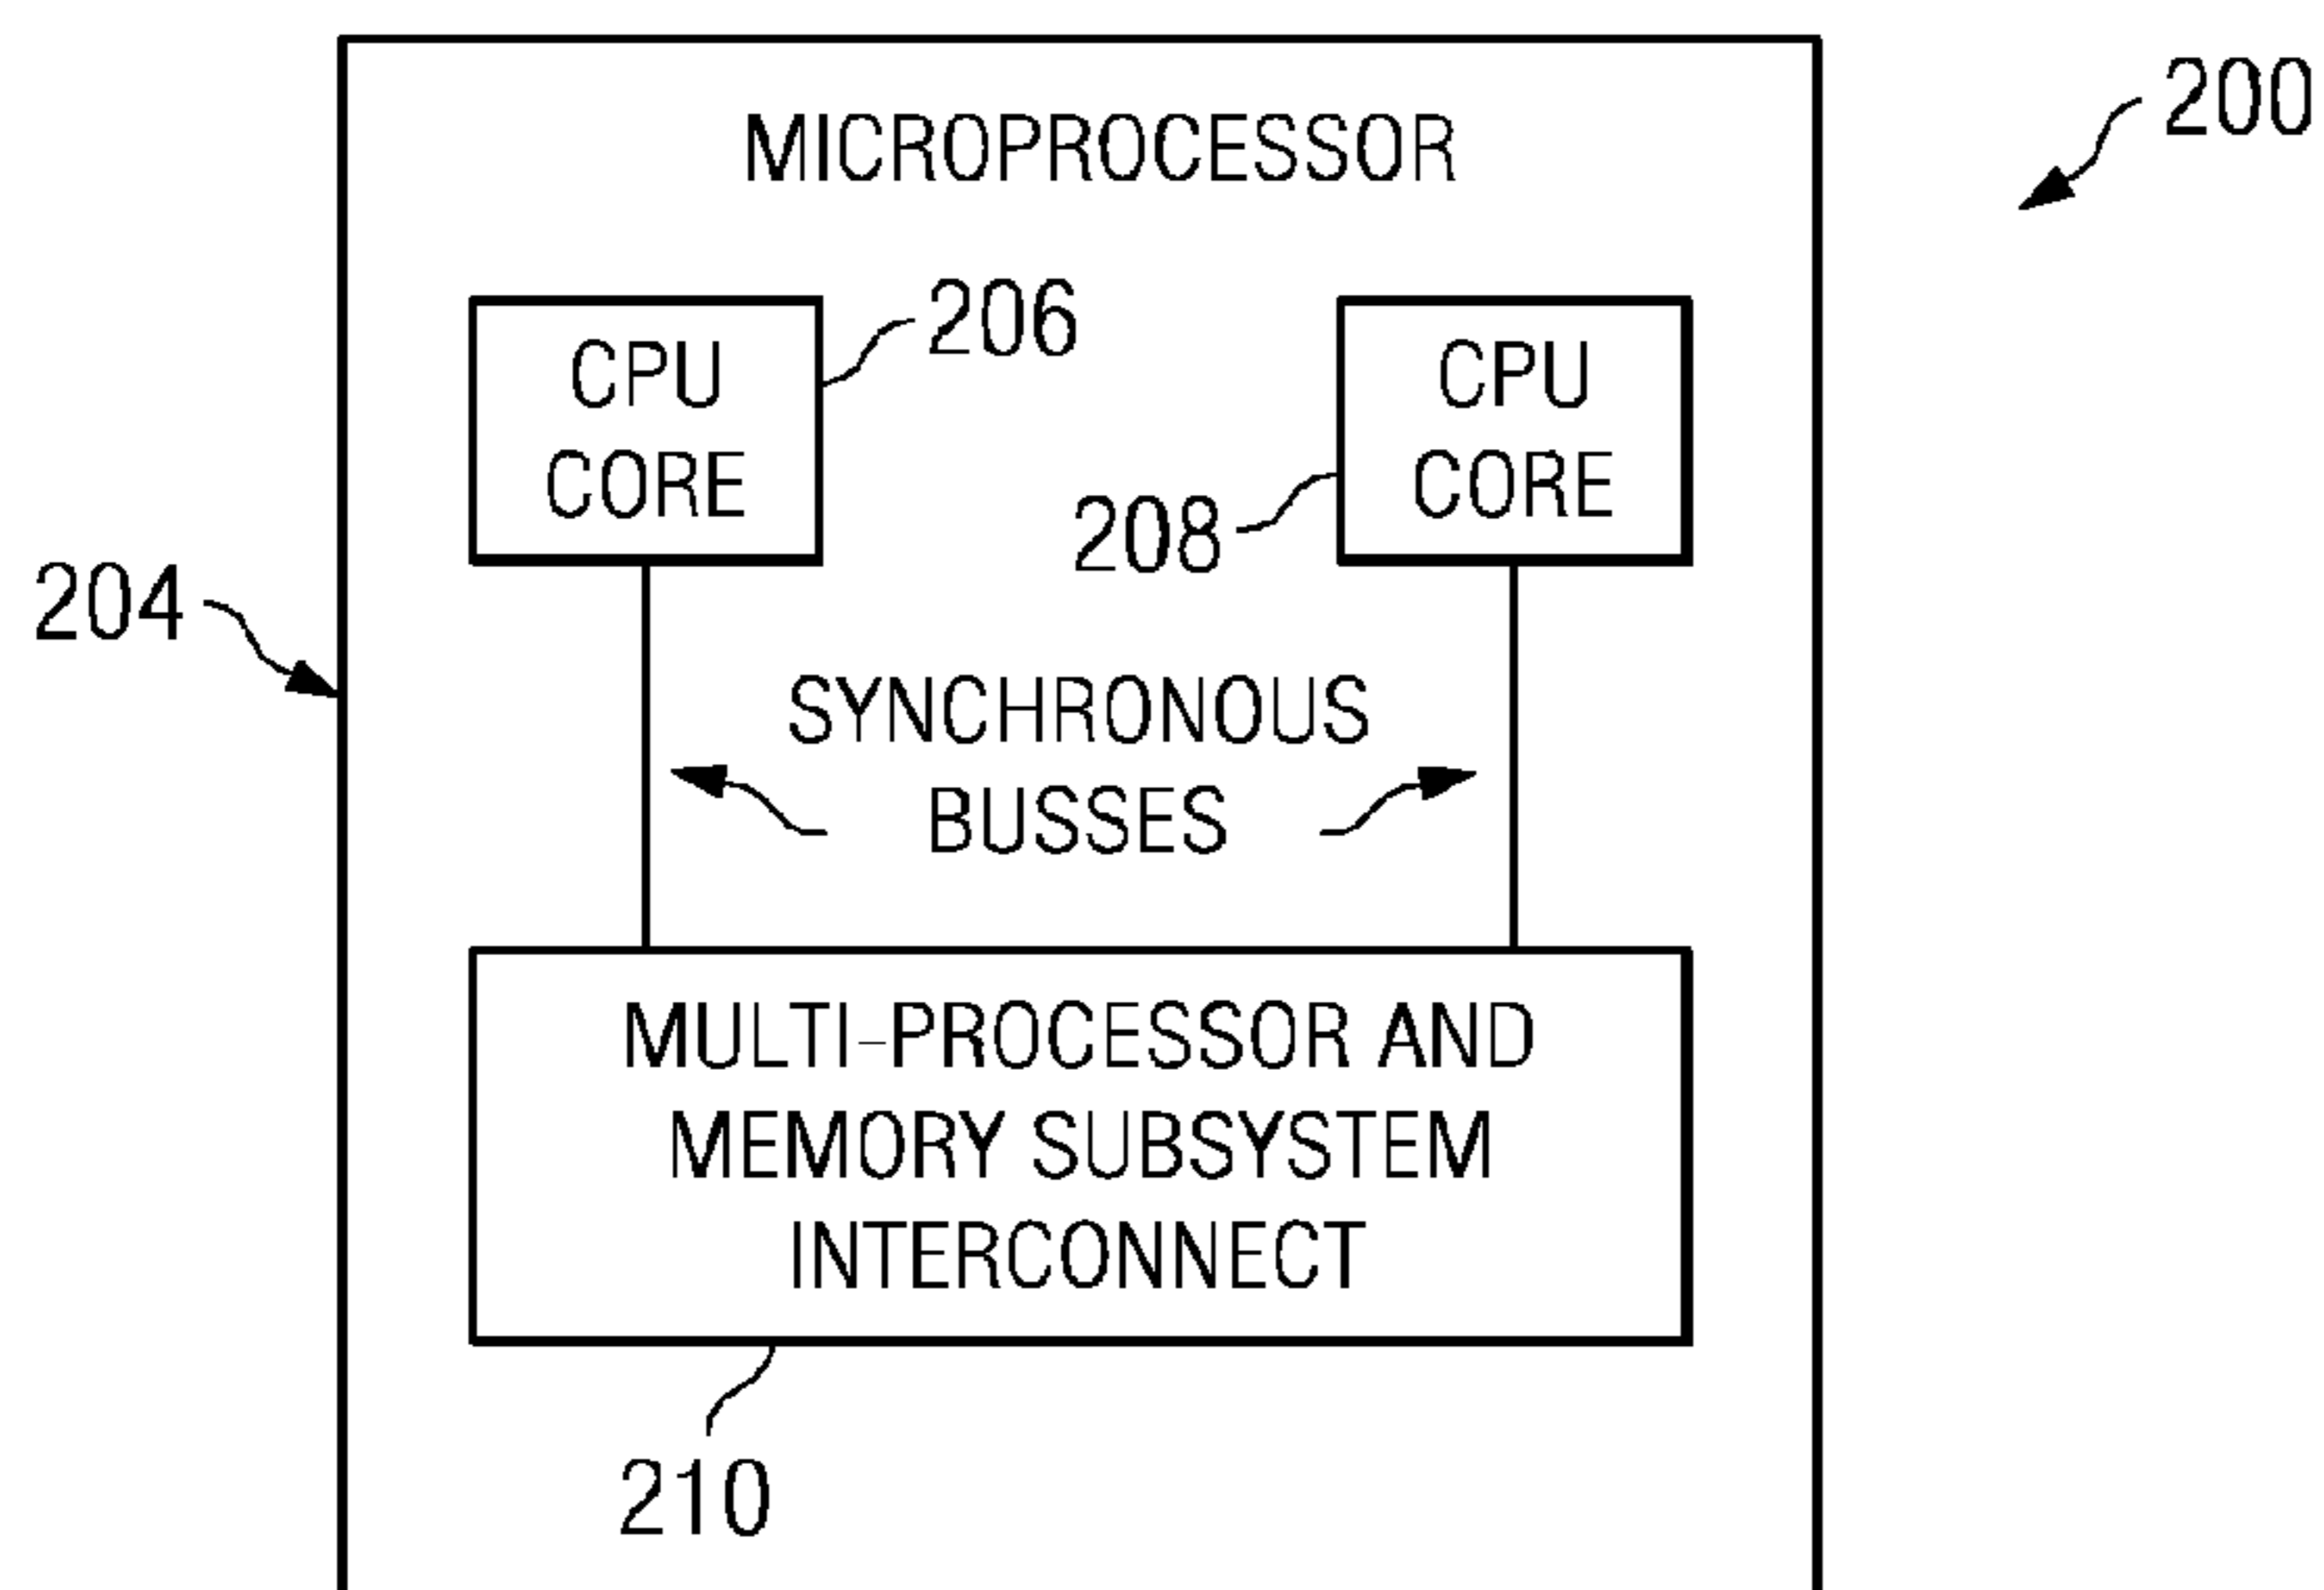 200
MICROPROCESSOR
206
CPU
CORE
CPU
CORE
208
204
SYNCHRONOUS
BUSSES
MULTI-PROCESSOR AND
MEMORY SUBSYSTEM
INTERCONNECT
210